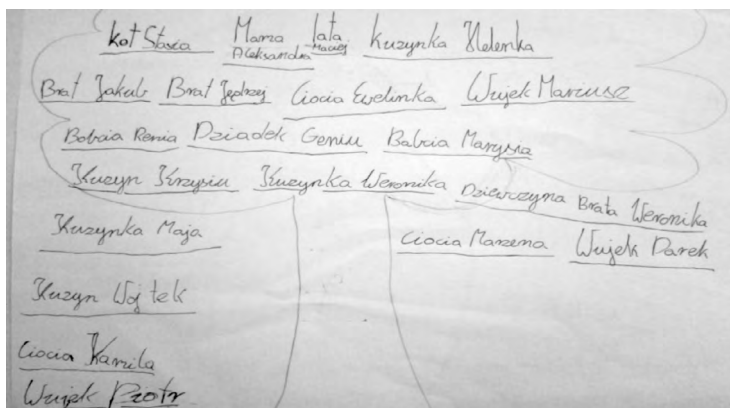 Kot Stasia Mama Aleksandra Tata Maciej Kuzynka Helenka
Brat Jakub Brat Jędrzej Ciocia Ewelinka Wujek Mariusz
Babcia Renia Dziadek Geniu Babcia Marysia
Kuzyn Krzysiu Kuzynka Weronika Dziewczyna Brata Weronika
Kuzynka Maja Ciocia Marzena Wujek Darek
Kuzyn Wojtek
Ciocia Kamila
Wujek Piotr